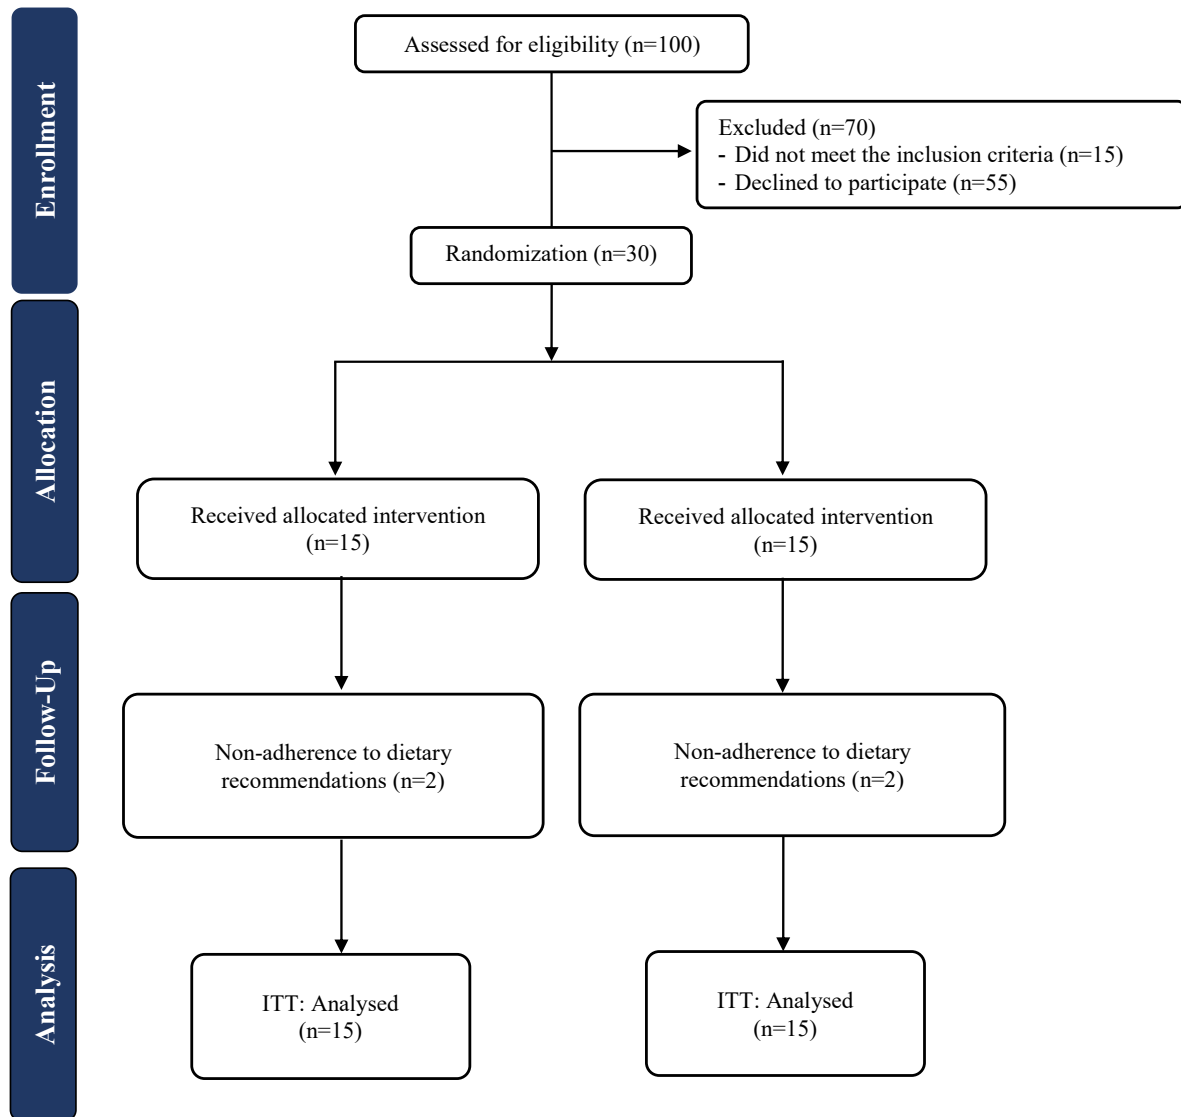 Enrollment
Assessed for eligibility (n=100)
Excluded (n=70)
- Did not meet the inclusion criteria (n=15)
- Declined to participate (n=55)
Randomization (n=30)
Allocation
Received allocated intervention
(n=15)
Received allocated intervention
(n=15)
Follow-Up
Non-adherence to dietary
recommendations (n=2)
Non-adherence to dietary
recommendations (n=2)
Analysis
ITT: Analysed
(n=15)
ITT: Analysed
(n=15)